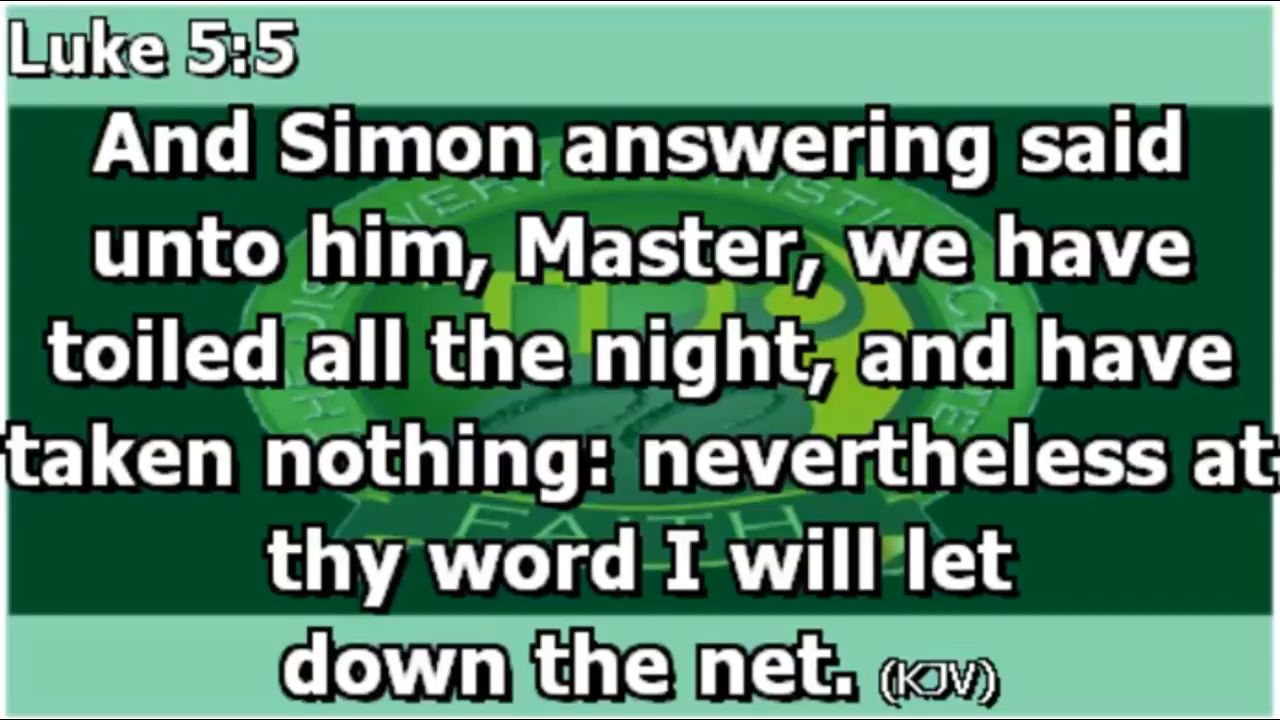 Luke 5:5
And Simon answering said
unto him, Master, we have
toiled all the night, and have
taken nothing: nevertheless at
thy word I will let
down the net. (KJV)
FAITH